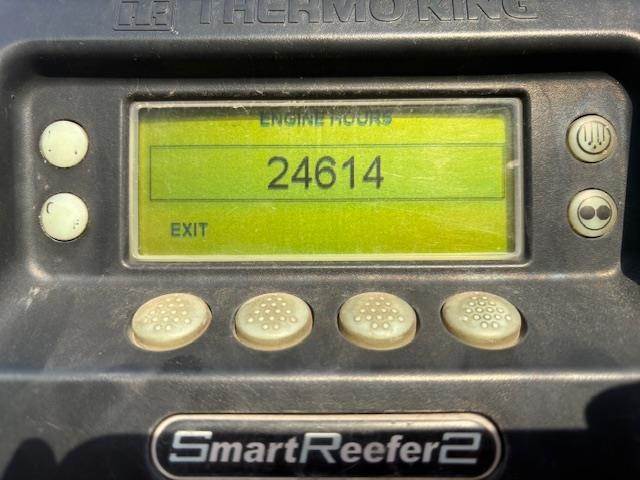 THERMO KING
ENGINE HOURS
24614
EXIT
SmartReefer2